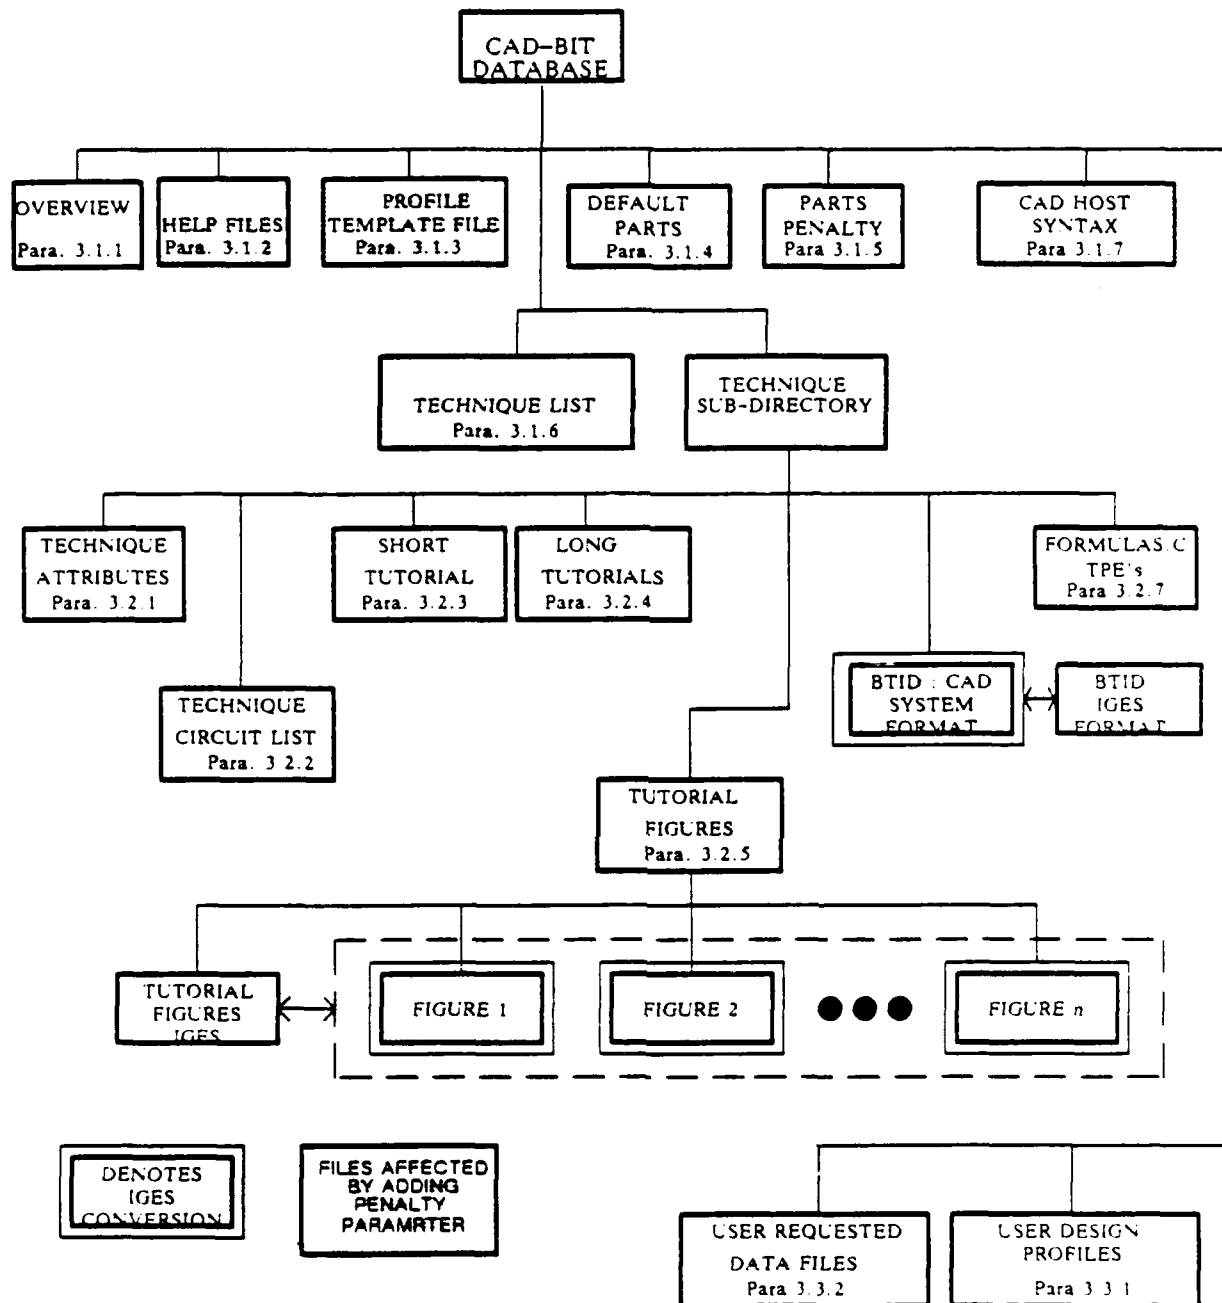 CAD-BIT
DATABASE
OVERVIEW
Para. 3.1.1
HELP FILES
Para. 3.1.2
PROFILE
TEMPLATE FILE
Para. 3.1.3
DEFAULT
PARTS
Para. 3.1.4
PARTS
PENALTY
Para 3.1.5
CAD HOST
SYNTAX
Para 3.1.7
TECHNIQUE LIST
Para. 3.1.6
TECHNIQUE
SUB-DIRECTORY
TECHNIQUE
ATTRIBUTES
Para. 3.2.1
SHORT
TUTORIAL
Para. 3.2.3
LONG
TUTORIALS
Para. 3.2.4
FORMULAS.C
TPE's
Para 3.2.7
TECHNIQUE
CIRCUIT LIST
Para. 3 2.2
BTID : CAD
SYSTEM
FORMAT
BTID
IGES
FORMAT
TUTORIAL
FIGURES
Para. 3.2.5
TUTORIAL
FIGURES
IGES
FIGURE 1
FIGURE 2
FIGURE n
DENOTES
IGES
CONVERSION
FILES AFFECTED
BY ADDING
PENALTY
PARAMRTER
USER REQUESTED
DATA FILES
Para 3.3.2
USER DESIGN
PROFILES
Para 3 3 1